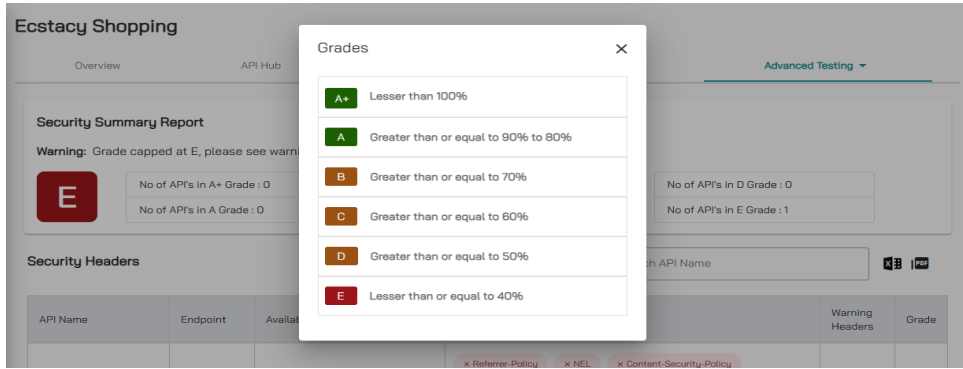 Ecstacy Shopping
Overview
API Hub
Advanced Testing
Grades
×
A+ Lesser than 100%
A Greater than or equal to 90% to 80%
B Greater than or equal to 70%
C Greater than or equal to 60%
D Greater than or equal to 50%
E Lesser than or equal to 40%
Security Summary Report
Warning: Grade capped at E, please see warni
E
No of API's in A+ Grade : 0
No of API's in A Grade : 0
No of API's in D Grade : 0
No of API's in E Grade : 1
Security Headers
ch API Name
PDF
API Name
Endpoint
Availab
Warning
Headers
Grade
× Referrer-Policy × NEL × Content-Security-Policy